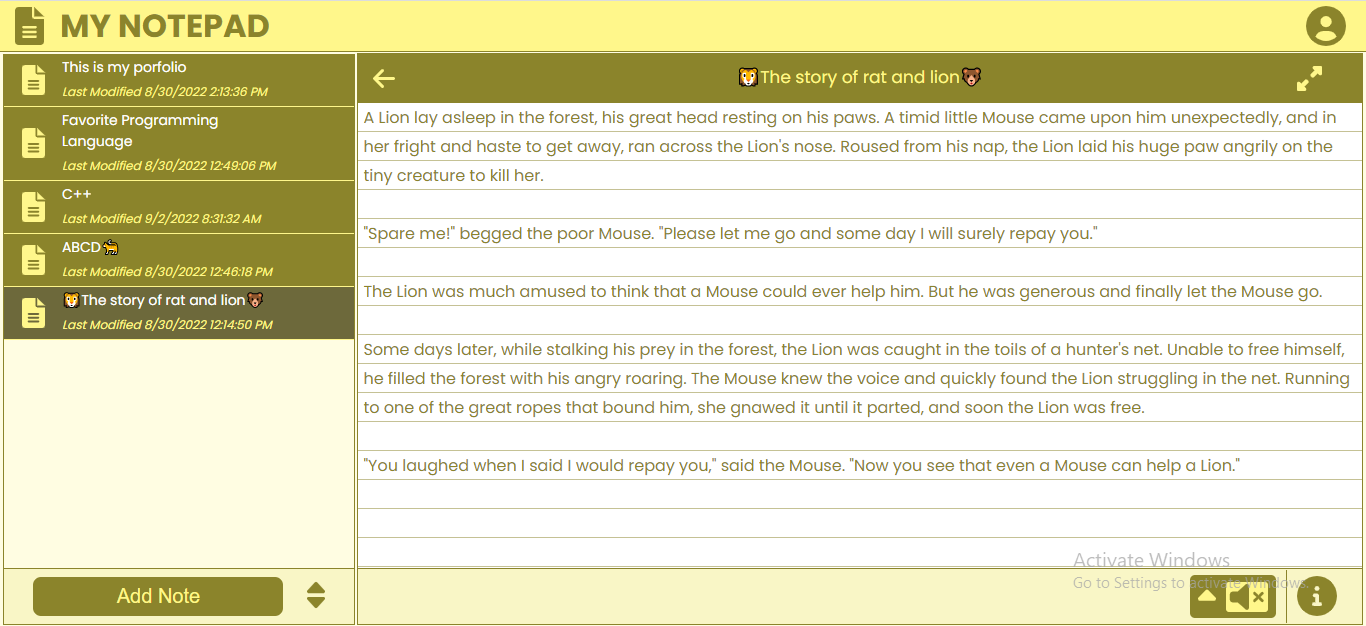 MY NOTEPAD
This is my porfolio
Last Modified 8/30/2022 2:13:36 PM
Favorite Programming
Language
Last Modified 8/30/2022 12:49:06 PM
C++
Last Modified 9/2/2022 8:31:32 AM
ABCD🐆
Last Modified 8/30/2022 12:46:18 PM
🦁The story of rat and lion🐻
Last Modified 8/30/2022 12:14:50 PM
Add Note
🦁The story of rat and lion🐻
A Lion lay asleep in the forest, his great head resting on his paws. A timid little Mouse came upon him unexpectedly, and in
her fright and haste to get away, ran across the Lion's nose. Roused from his nap, the Lion laid his huge paw angrily on the
tiny creature to kill her.
"Spare me!" begged the poor Mouse. "Please let me go and some day I will surely repay you."
The Lion was much amused to think that a Mouse could ever help him. But he was generous and finally let the Mouse go.
Some days later, while stalking his prey in the forest, the Lion was caught in the toils of a hunter's net. Unable to free himself,
he filled the forest with his angry roaring. The Mouse knew the voice and quickly found the Lion struggling in the net. Running
to one of the great ropes that bound him, she gnawed it until it parted, and soon the Lion was free.
"You laughed when I said I would repay you," said the Mouse. "Now you see that even a Mouse can help a Lion."
Activate Windows
Go to Settings to activate Windows.